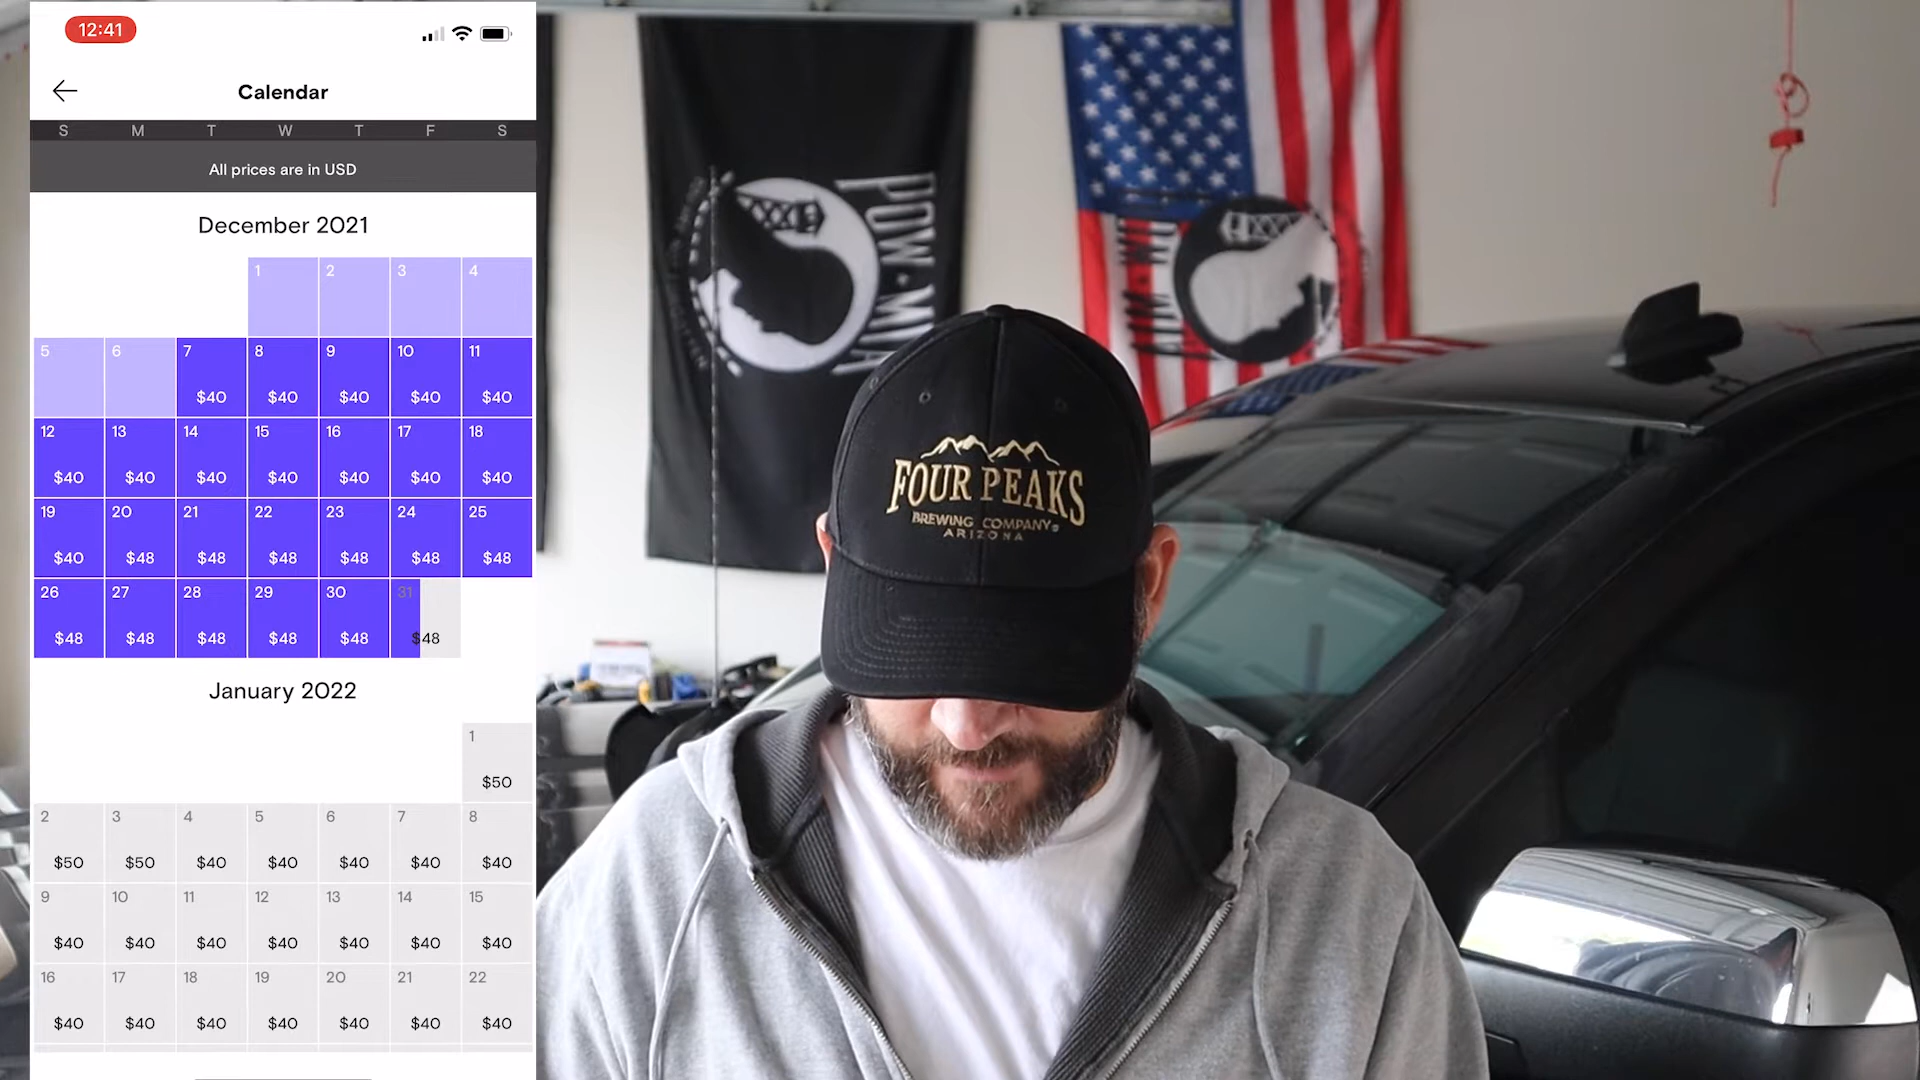 12:41
Calendar
S M T W T F S
All prices are in USD
December 2021
1 2 3 4
5 6 7 8 9 10 11
$40 $40 $40 $40 $40
12 13 14 15 16 17 18
$40 $40 $40 $40 $40 $40 $40
19 20 21 22 23 24 25
$40 $48 $48 $48 $48 $48 $48
26 27 28 29 30 31
$48 $48 $48 $48 $48 $48
January 2022
1
$50
2 3 4 5 6 7 8
$50 $50 $40 $40 $40 $40 $40
9 10 11 12 13 14 15
$40 $40 $40 $40 $40 $40 $40
16 17 18 19 20 21 22
$40 $40 $40 $40 $40 $40 $40
POW★MIA
FOUR PEAKS
BREWING COMPANY®
ARIZONA